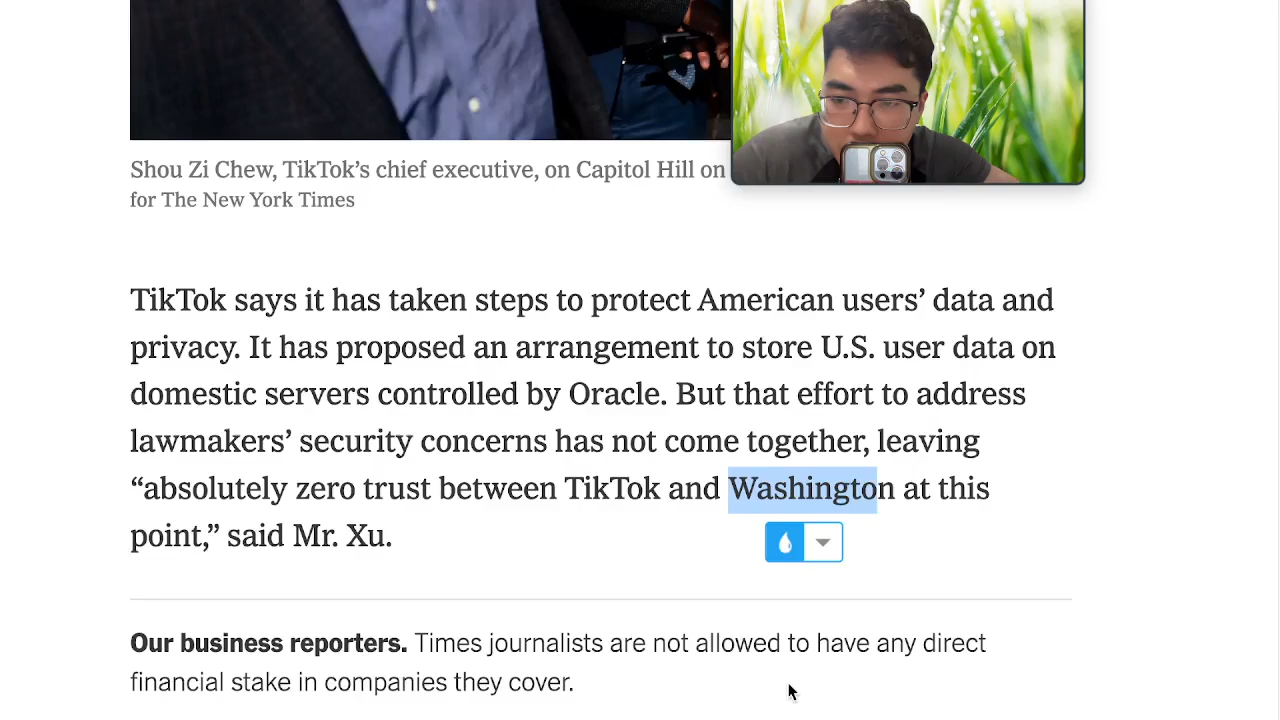 Shou Zi Chew, TikTok’s chief executive, on Capitol Hill on
for The New York Times
TikTok says it has taken steps to protect American users’ data and
privacy. It has proposed an arrangement to store U.S. user data on
domestic servers controlled by Oracle. But that effort to address
lawmakers’ security concerns has not come together, leaving
“absolutely zero trust between TikTok and Washington at this
point,” said Mr. Xu.
Our business reporters. Times journalists are not allowed to have any direct
financial stake in companies they cover.